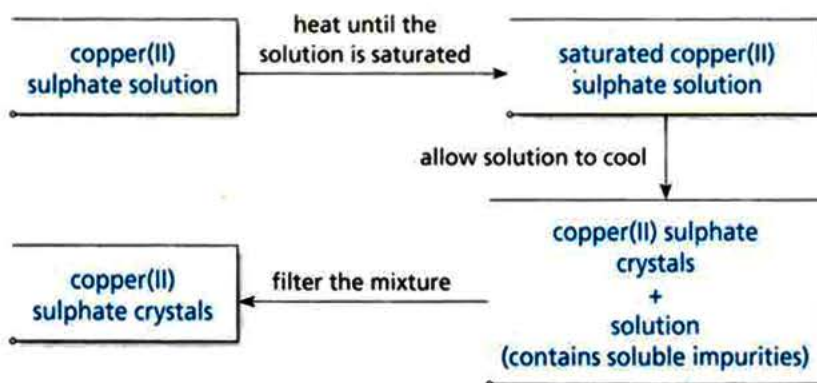 copper(II)
sulphate solution
heat until the
solution is saturated
saturated copper(II)
sulphate solution
allow solution to cool
copper(II) sulphate
crystals
+
solution
(contains soluble impurities)
filter the mixture
copper(II)
sulphate crystals